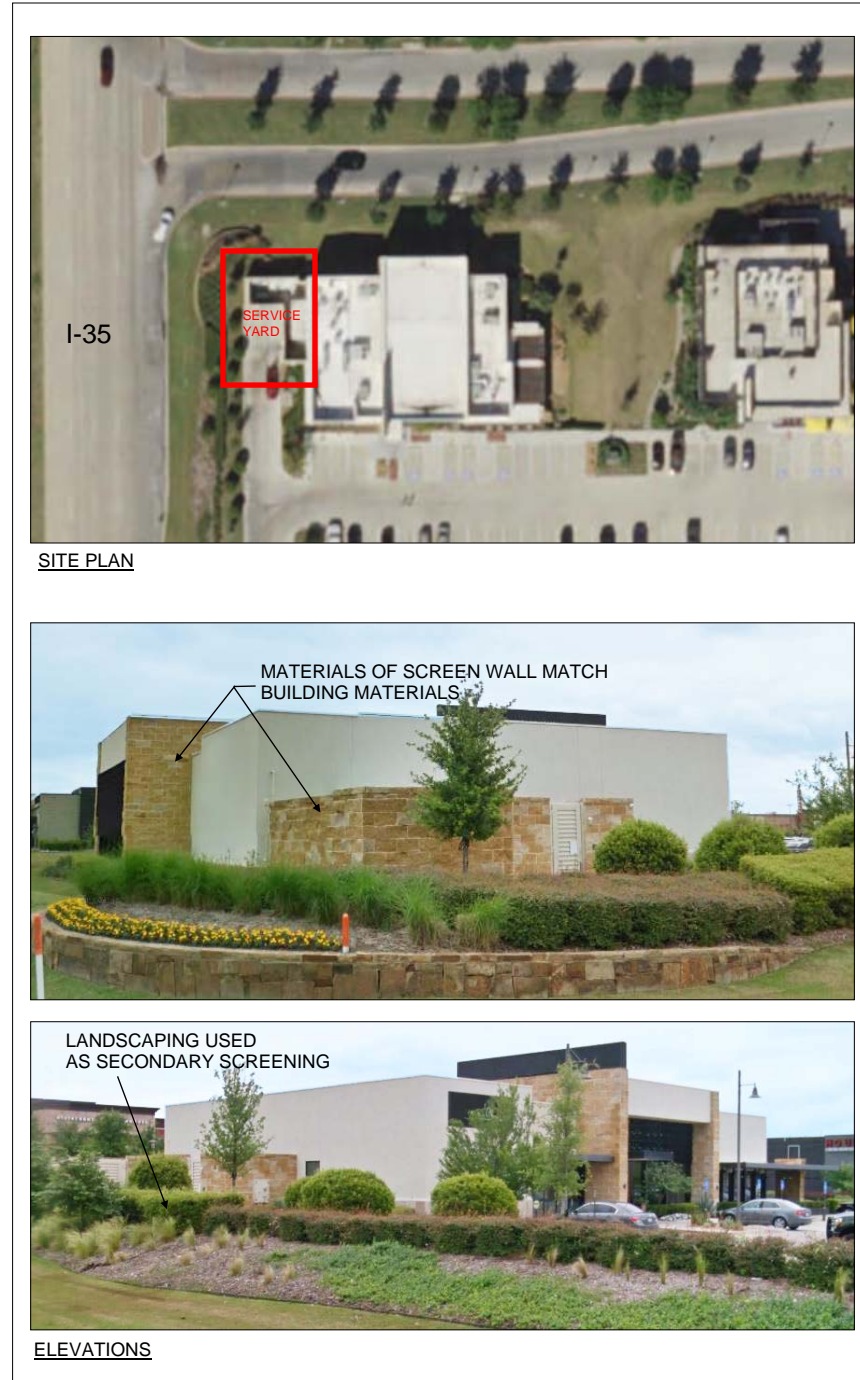 I-35
SERVICE
YARD
SITE PLAN
MATERIALS OF SCREEN WALL MATCH
BUILDING MATERIALS
LANDSCAPING USED
AS SECONDARY SCREENING
ELEVATIONS